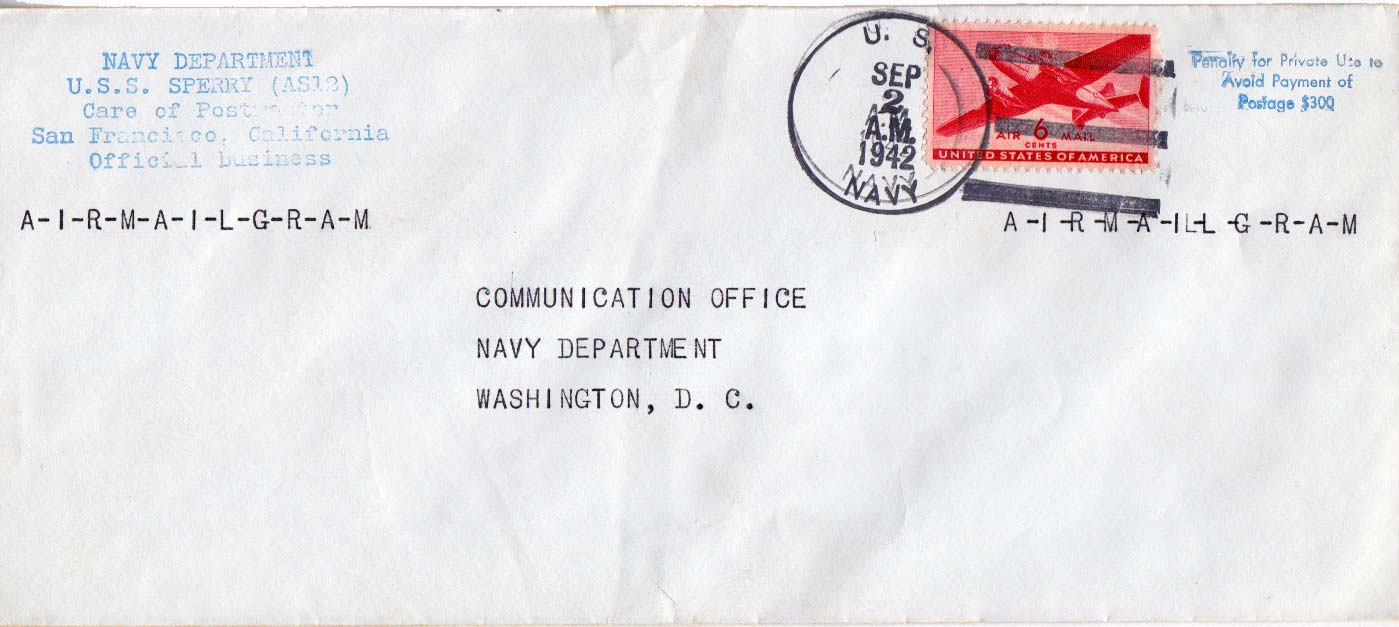 NAVY DEPARTMENT
U.S.S. SPERRY (AS12)
Care of Postmaster
San Francisco, California
Official business
U. S.
SEP
2
A.M.
1942
NAVY
AIR 6 MAIL
CENTS
UNITED STATES OF AMERICA
Penalty for Private Use to
Avoid Payment of
Postage $300
A-I-R-M-A-I-L-G-R-A-M
A-I-R-M-A-IL-L-G-R-A-M
COMMUNICATION OFFICE
NAVY DEPARTMENT
WASHINGTON, D. C.